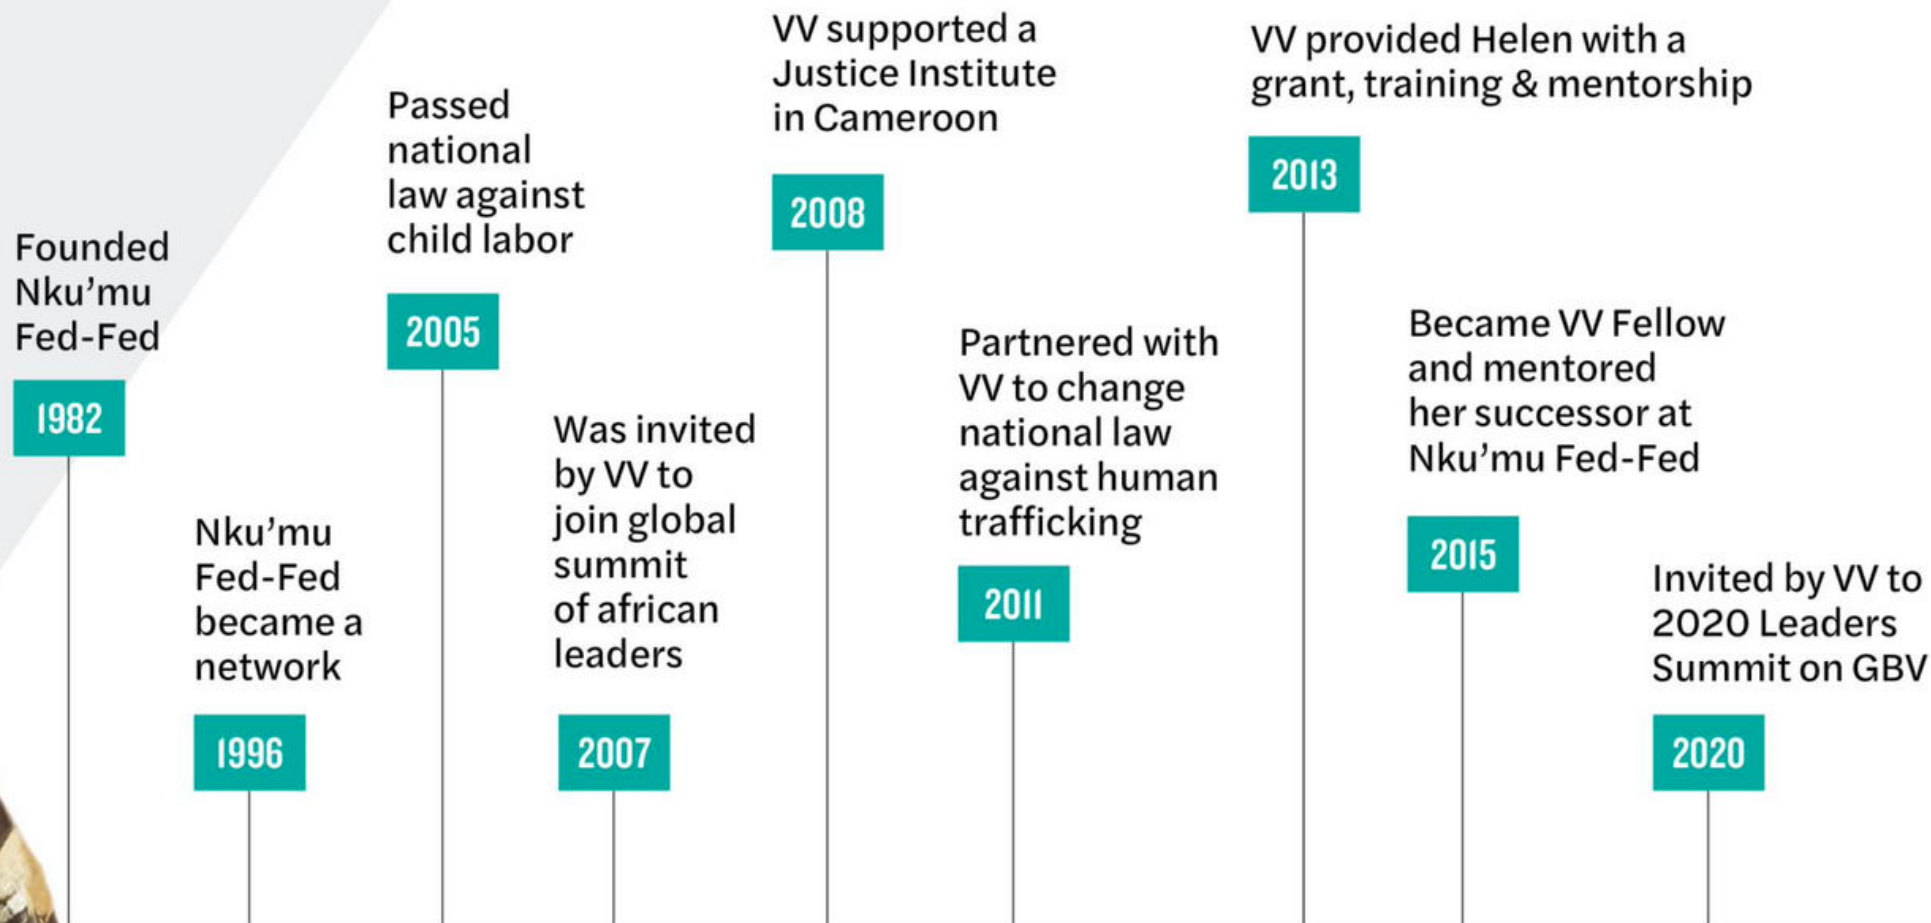 Founded
Nku’mu
Fed-Fed
1982
Nku’mu
Fed-Fed
became a
network
1996
Passed
national
law against
child labor
2005
Was invited
by VV to
join global
summit
of african
leaders
2007
VV supported a
Justice Institute
in Cameroon
2008
Partnered with
VV to change
national law
against human
trafficking
2011
VV provided Helen with a
grant, training & mentorship
2013
Became VV Fellow
and mentored
her successor at
Nku’mu Fed-Fed
2015
Invited by VV to
2020 Leaders
Summit on GBV
2020